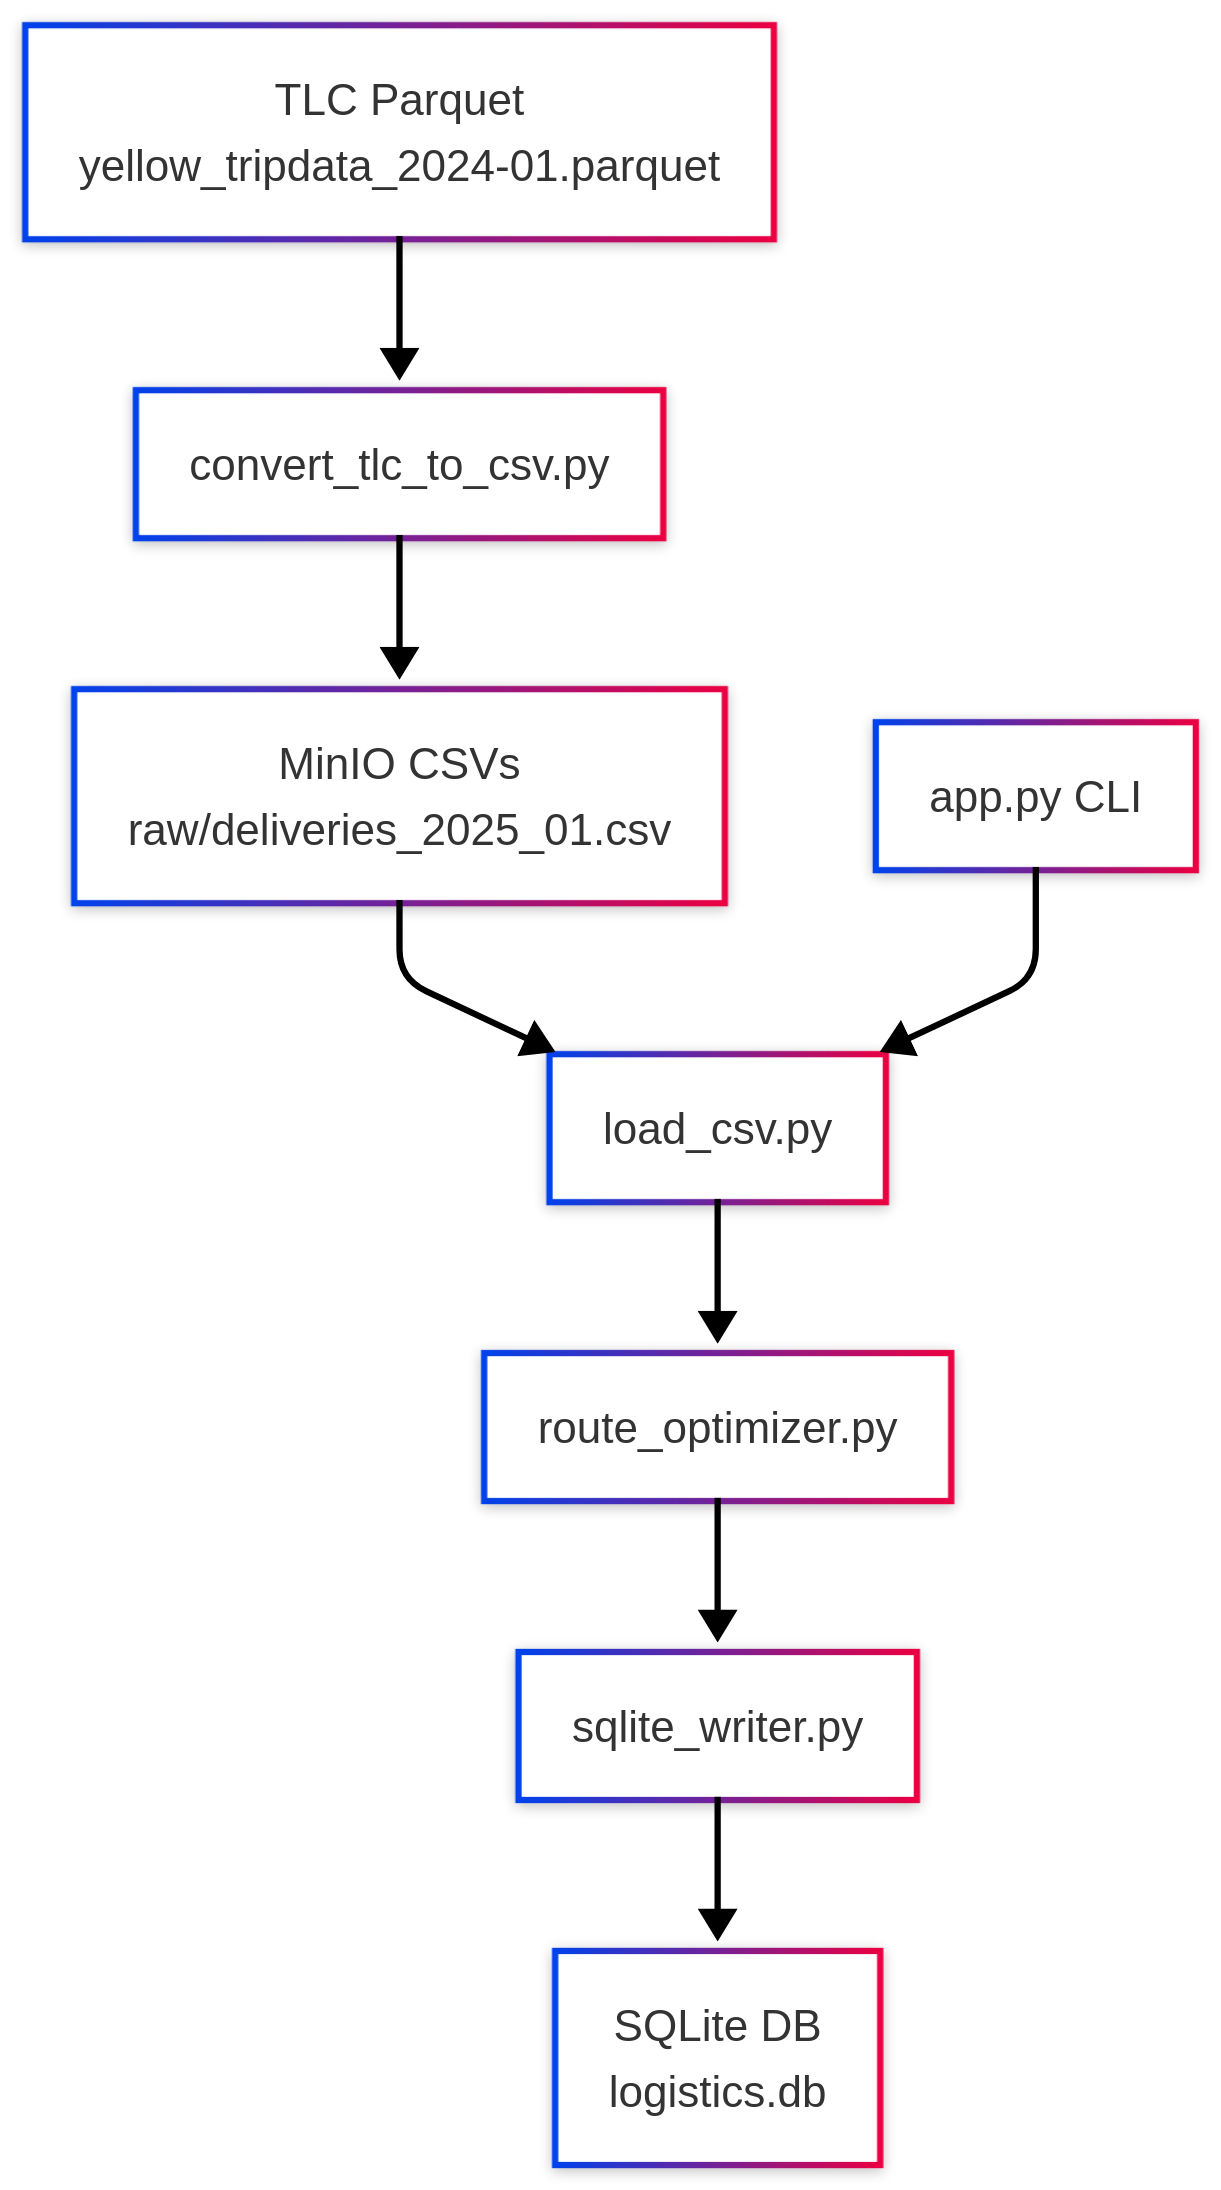 TLC Parquet
yellow_tripdata_2024-01.parquet
convert_tlc_to_csv.py
MinIO CSVs
raw/deliveries_2025_01.csv
app.py CLI
load_csv.py
route_optimizer.py
sqlite_writer.py
SQLite DB
logistics.db